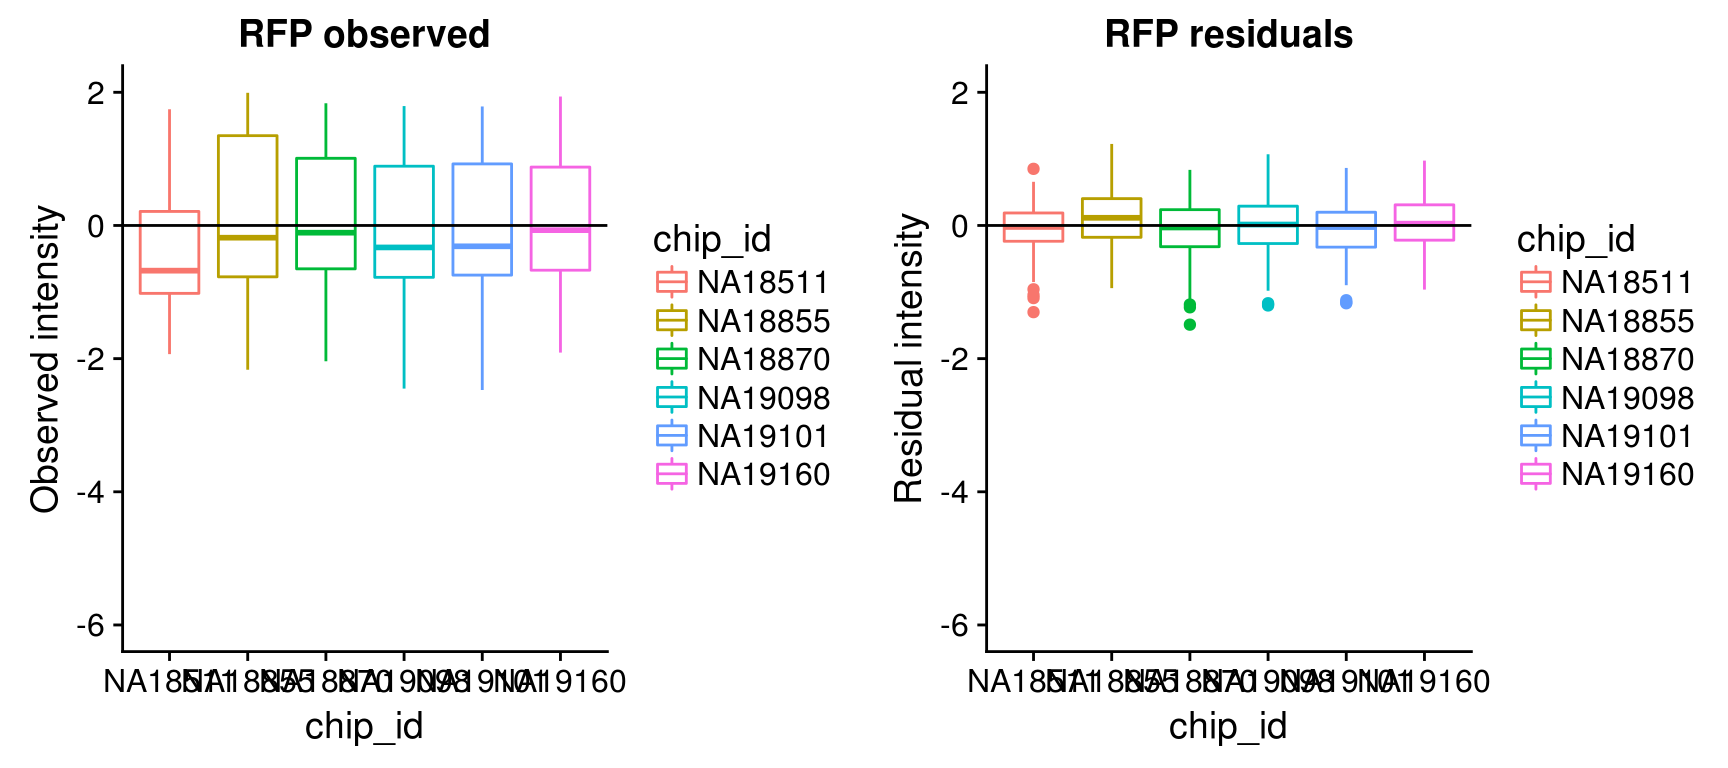 RFP observed
Observed intensity
2
0
-2
-4
-6
NA18511 NA18855 NA18870 NA19098 NA19101 NA19160
chip_id
chip_id
NA18511
NA18855
NA18870
NA19098
NA19101
NA19160
RFP residuals
Residual intensity
2
0
-2
-4
-6
NA18511 NA18855 NA18870 NA19098 NA19101 NA19160
chip_id
chip_id
NA18511
NA18855
NA18870
NA19098
NA19101
NA19160